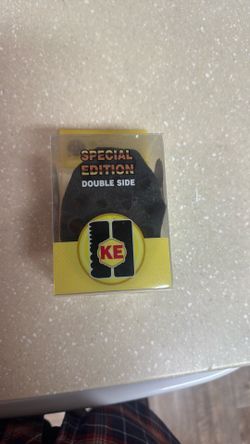 SPECIAL
EDITION
DOUBLE SIDE
KE